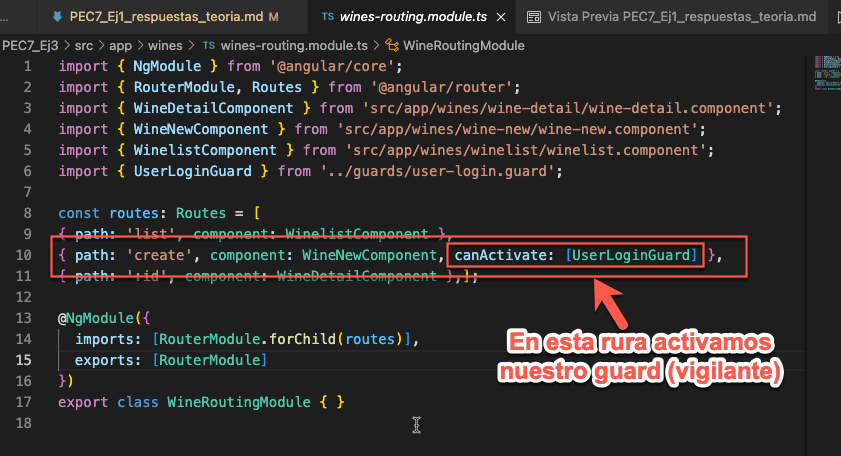 ... PEC7_Ej1_respuestas_teoria.md M TS wines-routing.module.ts × Vista Previa PEC7_Ej1_respuestas_teoria.md
PEC7_Ej3 > src > app > wines > TS wines-routing.module.ts > WineRoutingModule
1 import { NgModule } from '@angular/core';
2 import { RouterModule, Routes } from '@angular/router';
3 import { WineDetailComponent } from 'src/app/wines/wine-detail/wine-detail.component';
4 import { WineNewComponent } from 'src/app/wines/wine-new/wine-new.component';
5 import { WinelistComponent } from 'src/app/wines/winelist/winelist.component';
6 import { UserLoginGuard } from '../guards/user-login.guard';
7
8 const routes: Routes = [
9 { path: 'list', component: WinelistComponent },
10 { path: 'create', component: WineNewComponent, canActivate: [UserLoginGuard] },
11 { path: ':id', component: WineDetailComponent },];
12
13 @NgModule({
14 imports: [RouterModule.forChild(routes)],
15 exports: [RouterModule]
16 })
17 export class WineRoutingModule { }
18
En esta rura activamos
nuestro guard (vigilante)